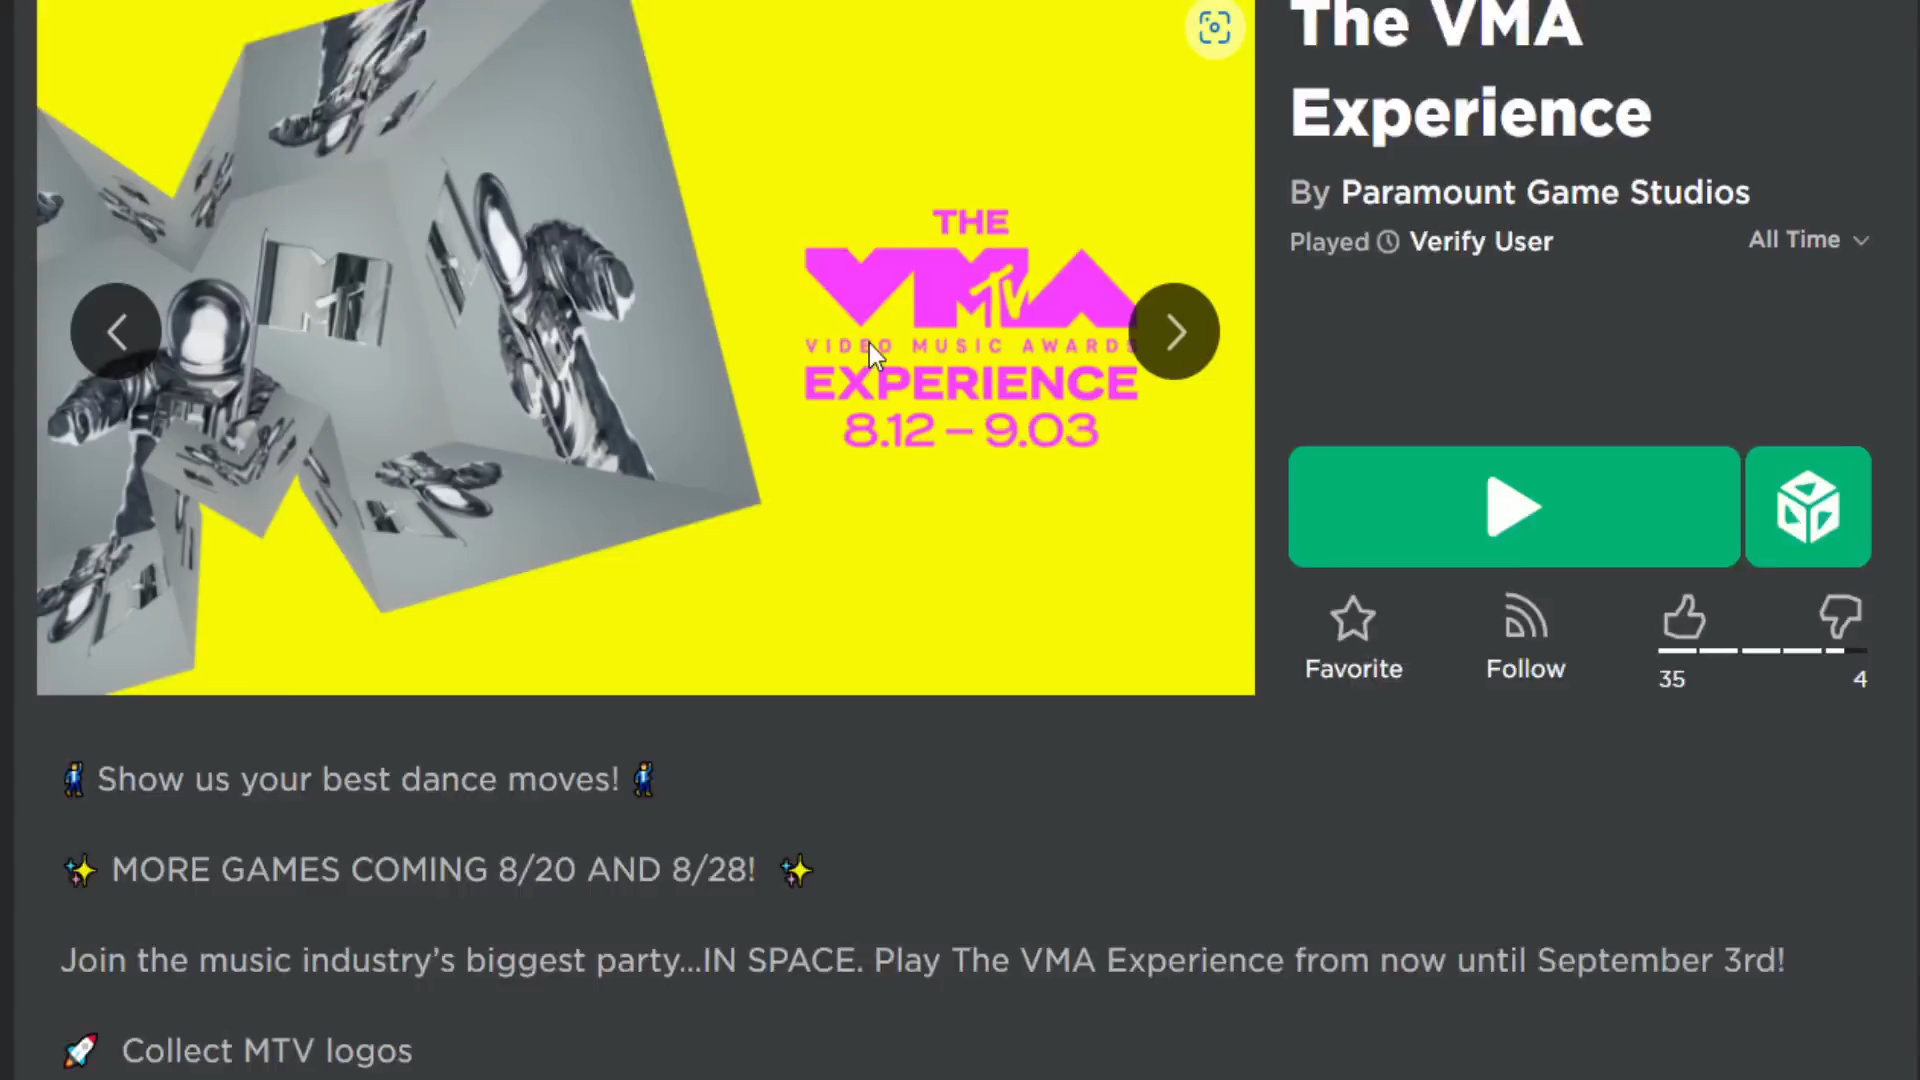 The VMA
Experience
By Paramount Game Studios
Played Verify User
All Time
THE
VMA
MTV
VIDEO MUSIC AWARDS
EXPERIENCE
8.12 – 9.03
Favorite
Follow
35
4
Show us your best dance moves!
MORE GAMES COMING 8/20 AND 8/28!
Join the music industry’s biggest party...IN SPACE. Play The VMA Experience from now until September 3rd!
Collect MTV logos